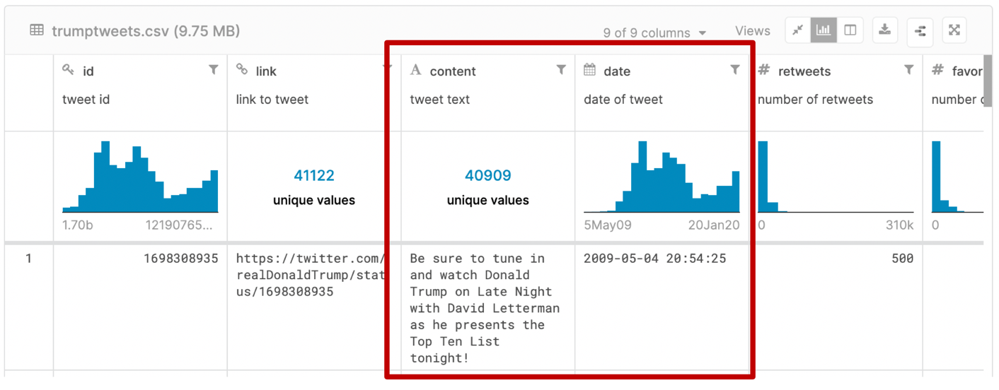 trumptweets.csv (9.75 MB)
9 of 9 columns
Views
id
link
A content
date
# retweets
# favor
tweet id
link to tweet
tweet text
date of tweet
number of retweets
number
41122
unique values
40909
unique values
1.70b 12190765...
5May09 20Jan20
0 310k
0
1
1698308935
https://twitter.com/
realDonaldTrump/stat
us/1698308935
Be sure to tune in
and watch Donald
Trump on Late Night
with David Letterman
as he presents the
Top Ten List
tonight!
2009-05-04 20:54:25
500